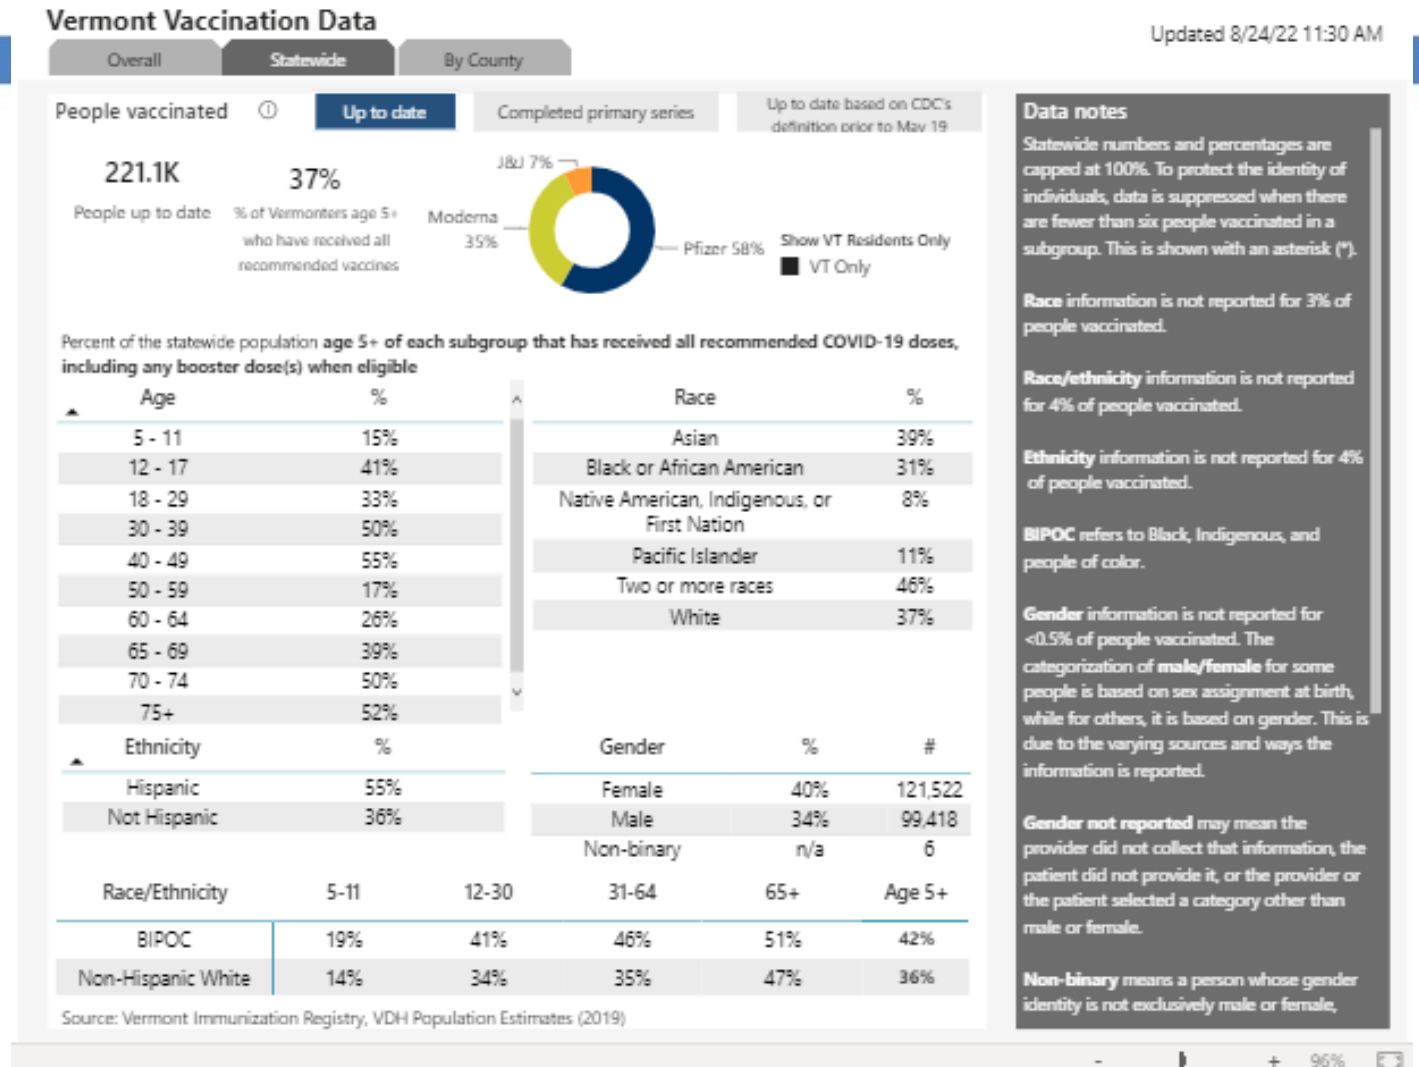 Vermont Vaccination Data
Updated 8/24/22 11:30 AM
Overall
Statewide
By County
People vaccinated
Up to date
Completed primary series
Up to date based on CDC's
definition prior to May 19
221.1K
People up to date
37%
% of Vermonters age 5+
who have received all
recommended vaccines
J&J 7%
Moderna
35%
Pfizer 58%
Show VT Residents Only
VT Only
Percent of the statewide population age 5+ of each subgroup that has received all recommended COVID-19 doses,
including any booster dose(s) when eligible
Age %
5 - 11 15%
12 - 17 41%
18 - 29 33%
30 - 39 50%
40 - 49 55%
50 - 59 17%
60 - 64 26%
65 - 69 39%
70 - 74 50%
75+ 52%
Race %
Asian 39%
Black or African American 31%
Native American, Indigenous, or 8%
First Nation
Pacific Islander 11%
Two or more races 46%
White 37%
Ethnicity %
Hispanic 55%
Not Hispanic 36%
Gender % #
Female 40% 121,522
Male 34% 99,418
Non-binary n/a 6
Race/Ethnicity 5-11 12-30 31-64 65+ Age 5+
BIPOC 19% 41% 46% 51% 42%
Non-Hispanic White 14% 34% 35% 47% 36%
Source: Vermont Immunization Registry, VDH Population Estimates (2019)
Data notes
Statewide numbers and percentages are
capped at 100%. To protect the identity of
individuals, data is suppressed when there
are fewer than six people vaccinated in a
subgroup. This is shown with an asterisk (*).
Race information is not reported for 3% of
people vaccinated.
Race/ethnicity information is not reported
for 4% of people vaccinated.
Ethnicity information is not reported for 4%
of people vaccinated.
BIPOC refers to Black, Indigenous, and
people of color.
Gender information is not reported for
<0.5% of people vaccinated. The
categorization of male/female for some
people is based on sex assignment at birth,
while for others, it is based on gender. This is
due to the varying sources and ways the
information is reported.
Gender not reported may mean the
provider did not collect that information, the
patient did not provide it, or the provider or
the patient selected a category other than
male or female.
Non-binary means a person whose gender
identity is not exclusively male or female,
- + 96%